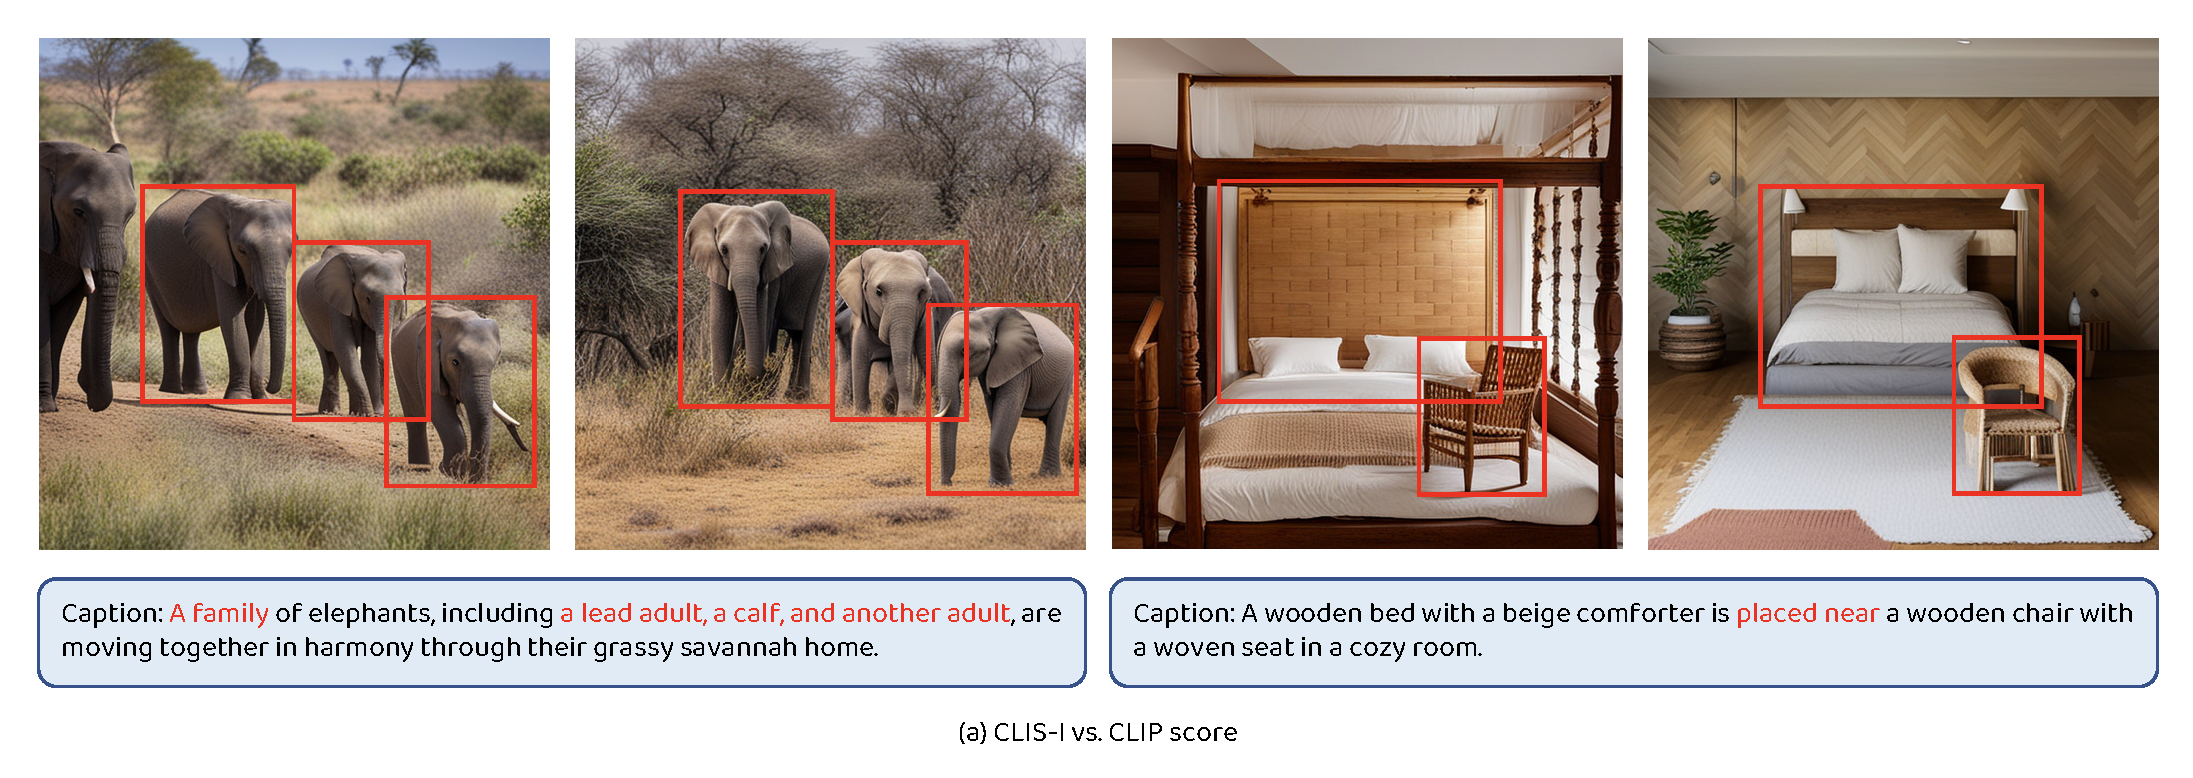 Caption: A family of elephants, including a lead adult, a calf, and another adult, are
moving together in harmony through their grassy savannah home.
Caption: A wooden bed with a beige comforter is placed near a wooden chair with
a woven seat in a cozy room.
(a) CLIS-I vs. CLIP score